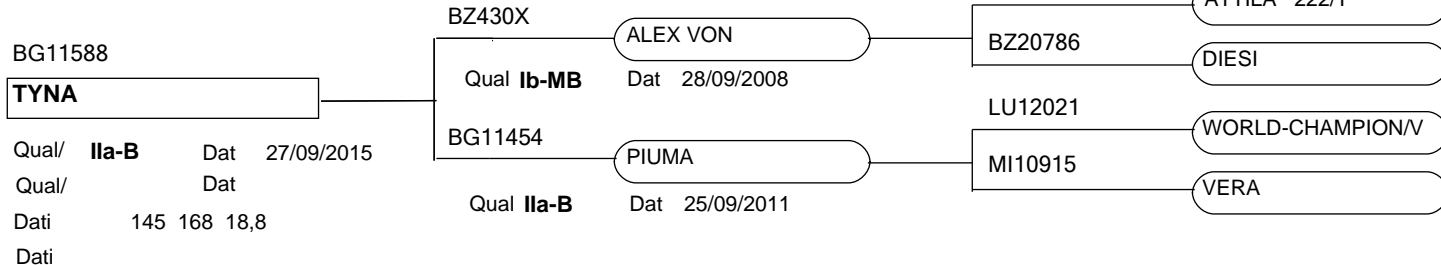 BZ430X
ALEX VON
BZ20786
DIESI
BG11588
TYNA
Qual Ib-MB Dat 28/09/2008
LU12021
WORLD-CHAMPION/V
BG11454
PIUMA
MI10915
VERA
Qual/ IIa-B Dat 27/09/2015
Qual/ Dat
Qual IIa-B Dat 25/09/2011
Dati 145 168 18,8
Dati